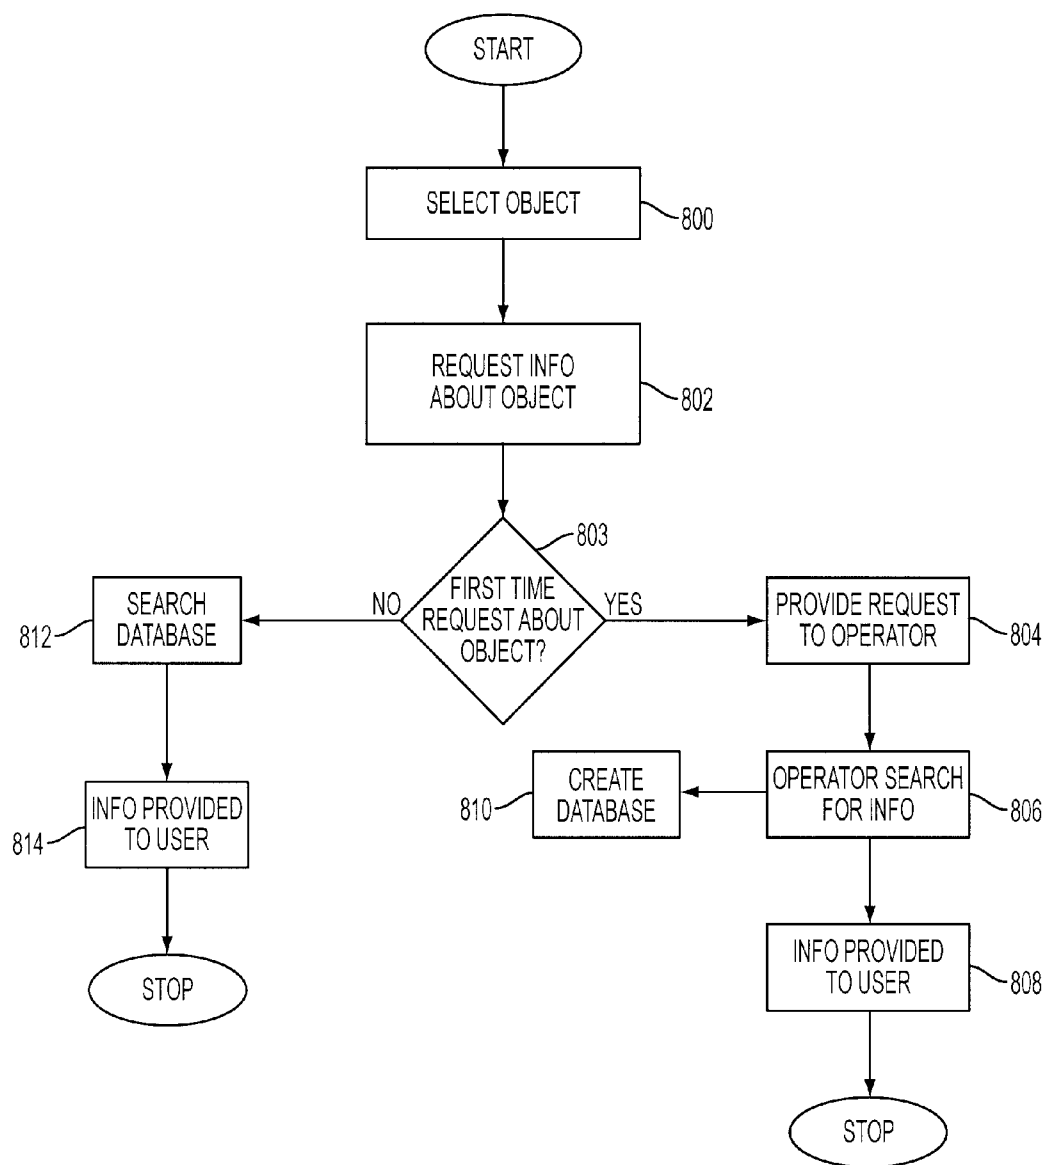 START
SELECT OBJECT
800
REQUEST INFO
ABOUT OBJECT
802
803
FIRST TIME
REQUEST ABOUT
OBJECT?
NO
YES
SEARCH
DATABASE
812
PROVIDE REQUEST
TO OPERATOR
804
INFO PROVIDED
TO USER
814
CREATE
DATABASE
810
OPERATOR SEARCH
FOR INFO
806
STOP
INFO PROVIDED
TO USER
808
STOP